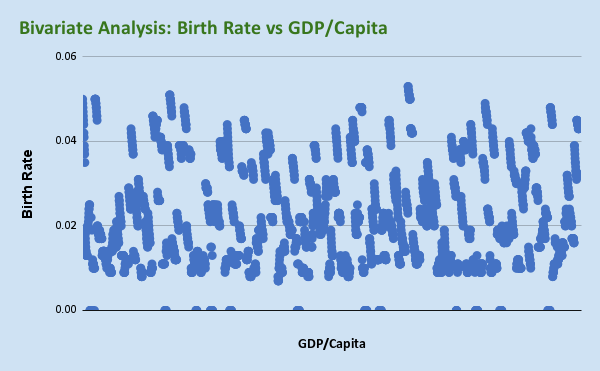 Bivariate Analysis: Birth Rate vs GDP/Capita
0.06
0.04
0.02
0.00
Birth Rate
GDP/Capita